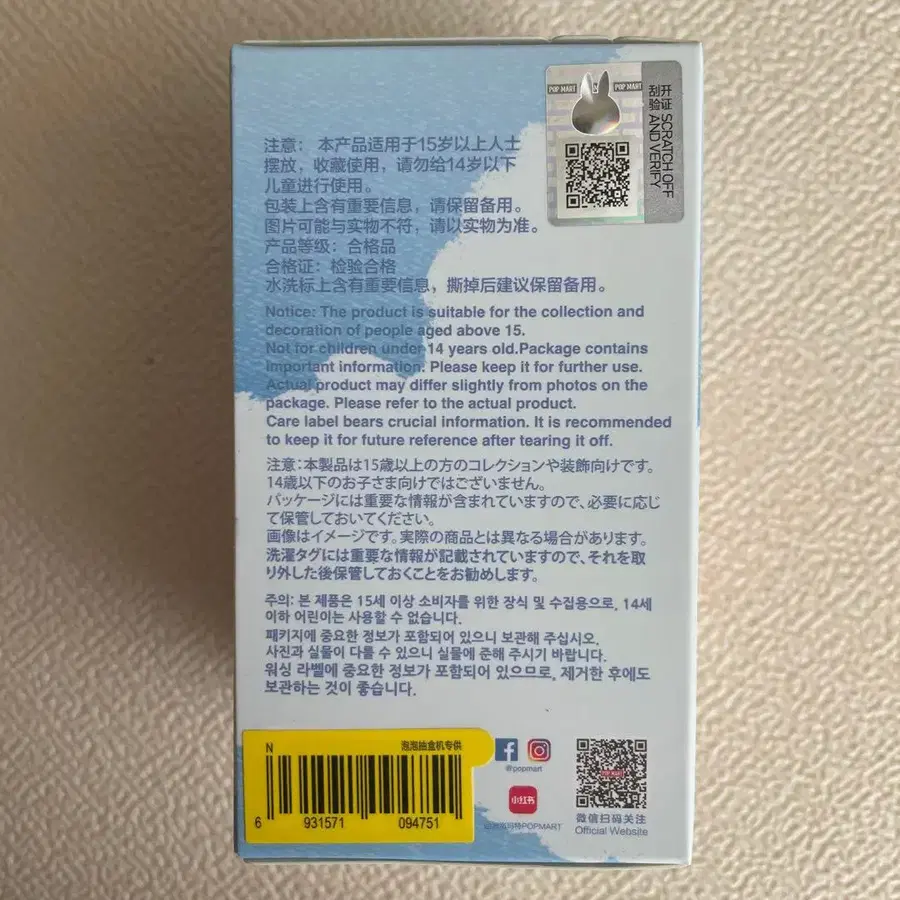 POP MART
POP MART
开证 SCRATCH OFF
刮验 AND VERIFY
注意： 本产品适用于15岁以上人士
摆放，收藏使用，请勿给14岁以下
儿童进行使用。
包装上含有重要信息，请保留备用。
图片可能与实物不符，请以实物为准。
产品等级：合格品
合格证：检验合格
水洗标上含有重要信息，撕掉后建议保留备用。
Notice: The product is suitable for the collection and
decoration of people aged above 15.
Not for children under 14 years old.Package contains
Important information. Please keep it for further use.
Actual product may differ slightly from photos on the
package. Please refer to the actual product.
Care label bears crucial information. It is recommended
to keep it for future reference after tearing it off.
注意:本製品は15歳以上の方のコレクションや装飾向けです。
14歳以下のお子さま向けではございません。
パッケージには重要な情報が含まれていますので、必要に応じ
て保管しておいてください。
画像はイメージです。実際の商品とは異なる場合があります。
洗濯タグには重要な情報が記載されていますので、それを取
り外した後保管しておくことをお勧めします。
주의: 본 제품은 15세 이상 소비자를 위한 장식 및 수집용으로, 14세
이하 어린이는 사용할 수 없습니다.
패키지에 중요한 정보가 포함되어 있으니 보관해 주십시오.
사진과 실물이 다를 수 있으니 실물에 준해 주시기 바랍니다.
워싱 라벨에 중요한 정보가 포함되어 있으므로, 제거한 후에도
보관하는 것이 좋습니다.
N 泡泡抽盒机专供
6 931571 094751
@popmart
小红书
POPMART
POP MART
微信扫码关注
Official Website